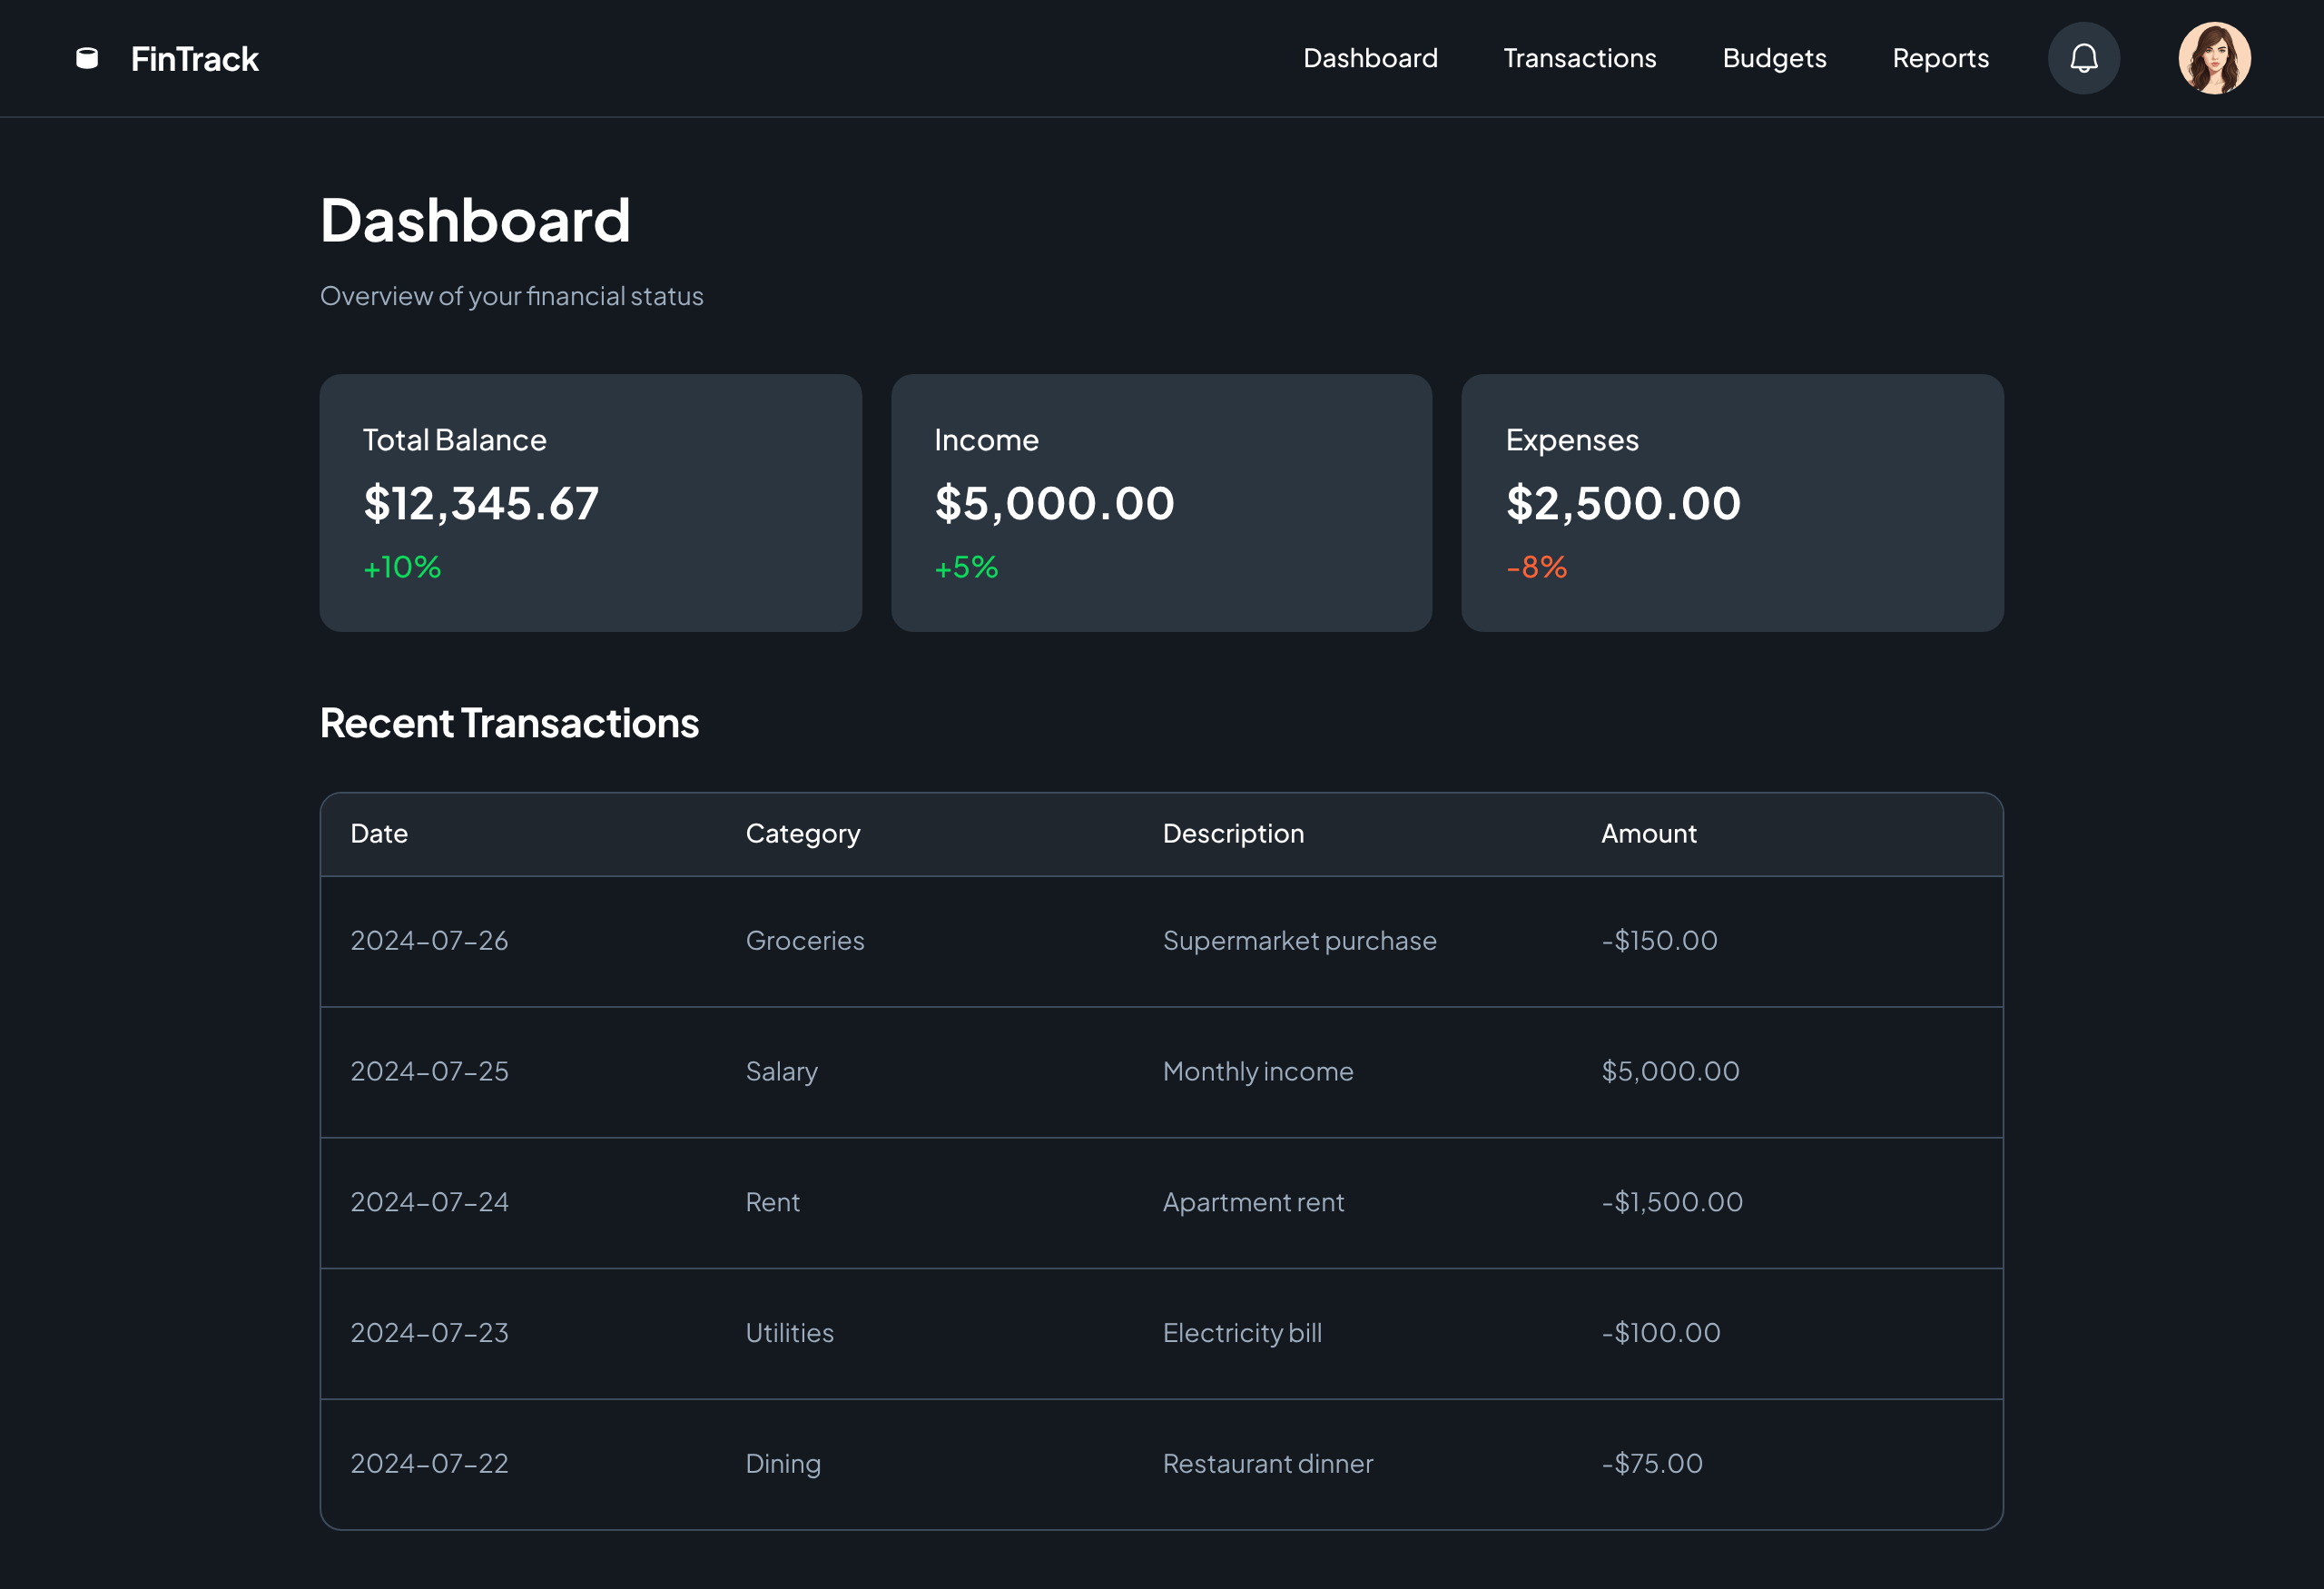 FinTrack Dashboard Transactions Budgets Reports
Dashboard
Overview of your financial status
Total Balance Income Expenses
$12,345.67 $5,000.00 $2,500.00
+10% +5% -8%
Recent Transactions
Date Category Description Amount
2024-07-26 Groceries Supermarket purchase -$150.00
2024-07-25 Salary Monthly income $5,000.00
2024-07-24 Rent Apartment rent -$1,500.00
2024-07-23 Utilities Electricity bill -$100.00
2024-07-22 Dining Restaurant dinner -$75.00